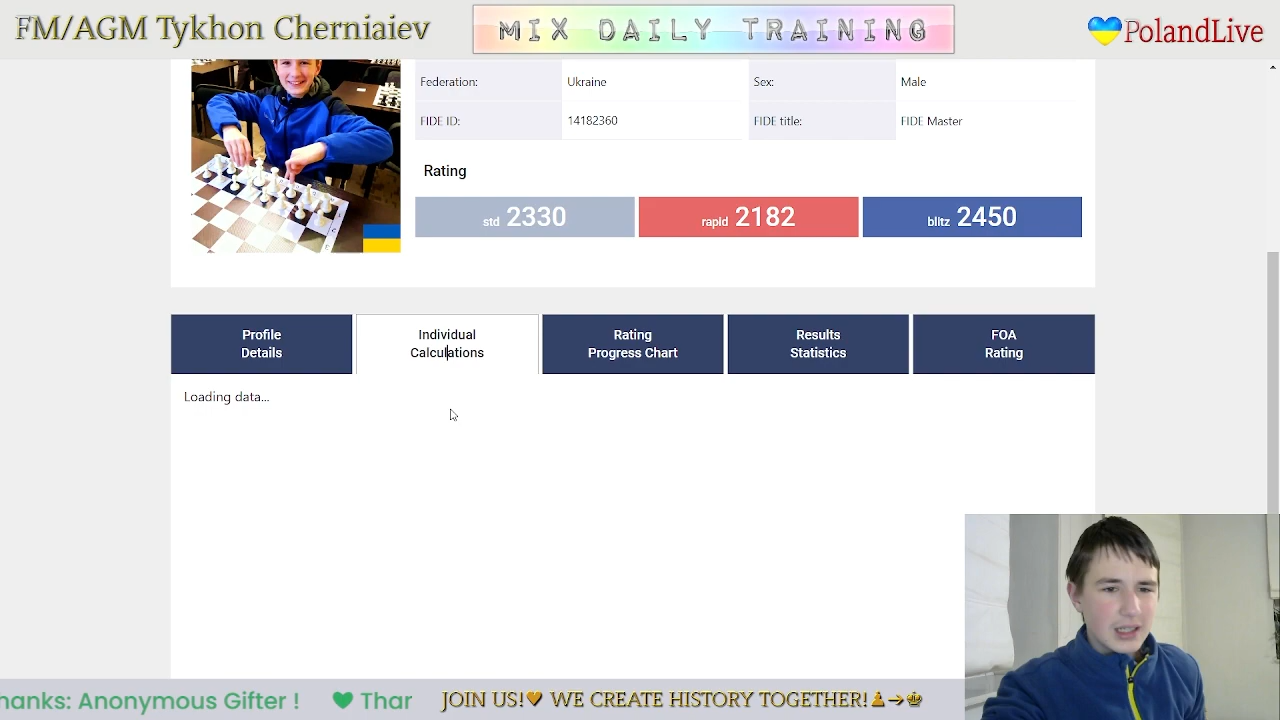 FM/AGM Tykhon Cherniaiev
MIX DAILY TRAINING
PolandLive
Federation: Ukraine Sex: Male
FIDE ID: 14182360 FIDE title: FIDE Master
Rating
std 2330 rapid 2182 blitz 2450
Profile
Details
Individual
Calculations
Rating
Progress Chart
Results
Statistics
FOA
Rating
Loading data...
hanks: Anonymous Gifter ! 💚 Thar
JOIN US!🧡 WE CREATE HISTORY TOGETHER!♟→♚